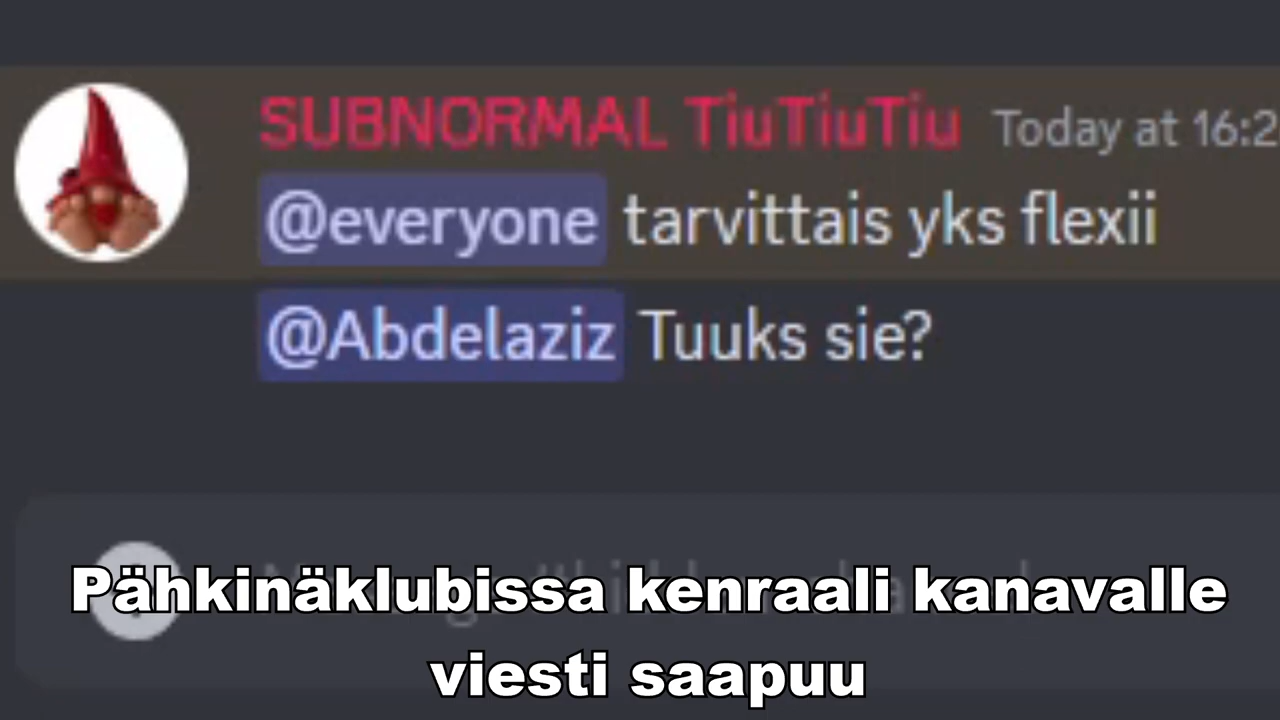 SUBNORMAL TiuTiuTiu Today at 16:2
@everyone tarvittais yks flexii
@Abdelaziz Tuuks sie?
Pähkinäklubissa kenraali kanavalle
viesti saapuu